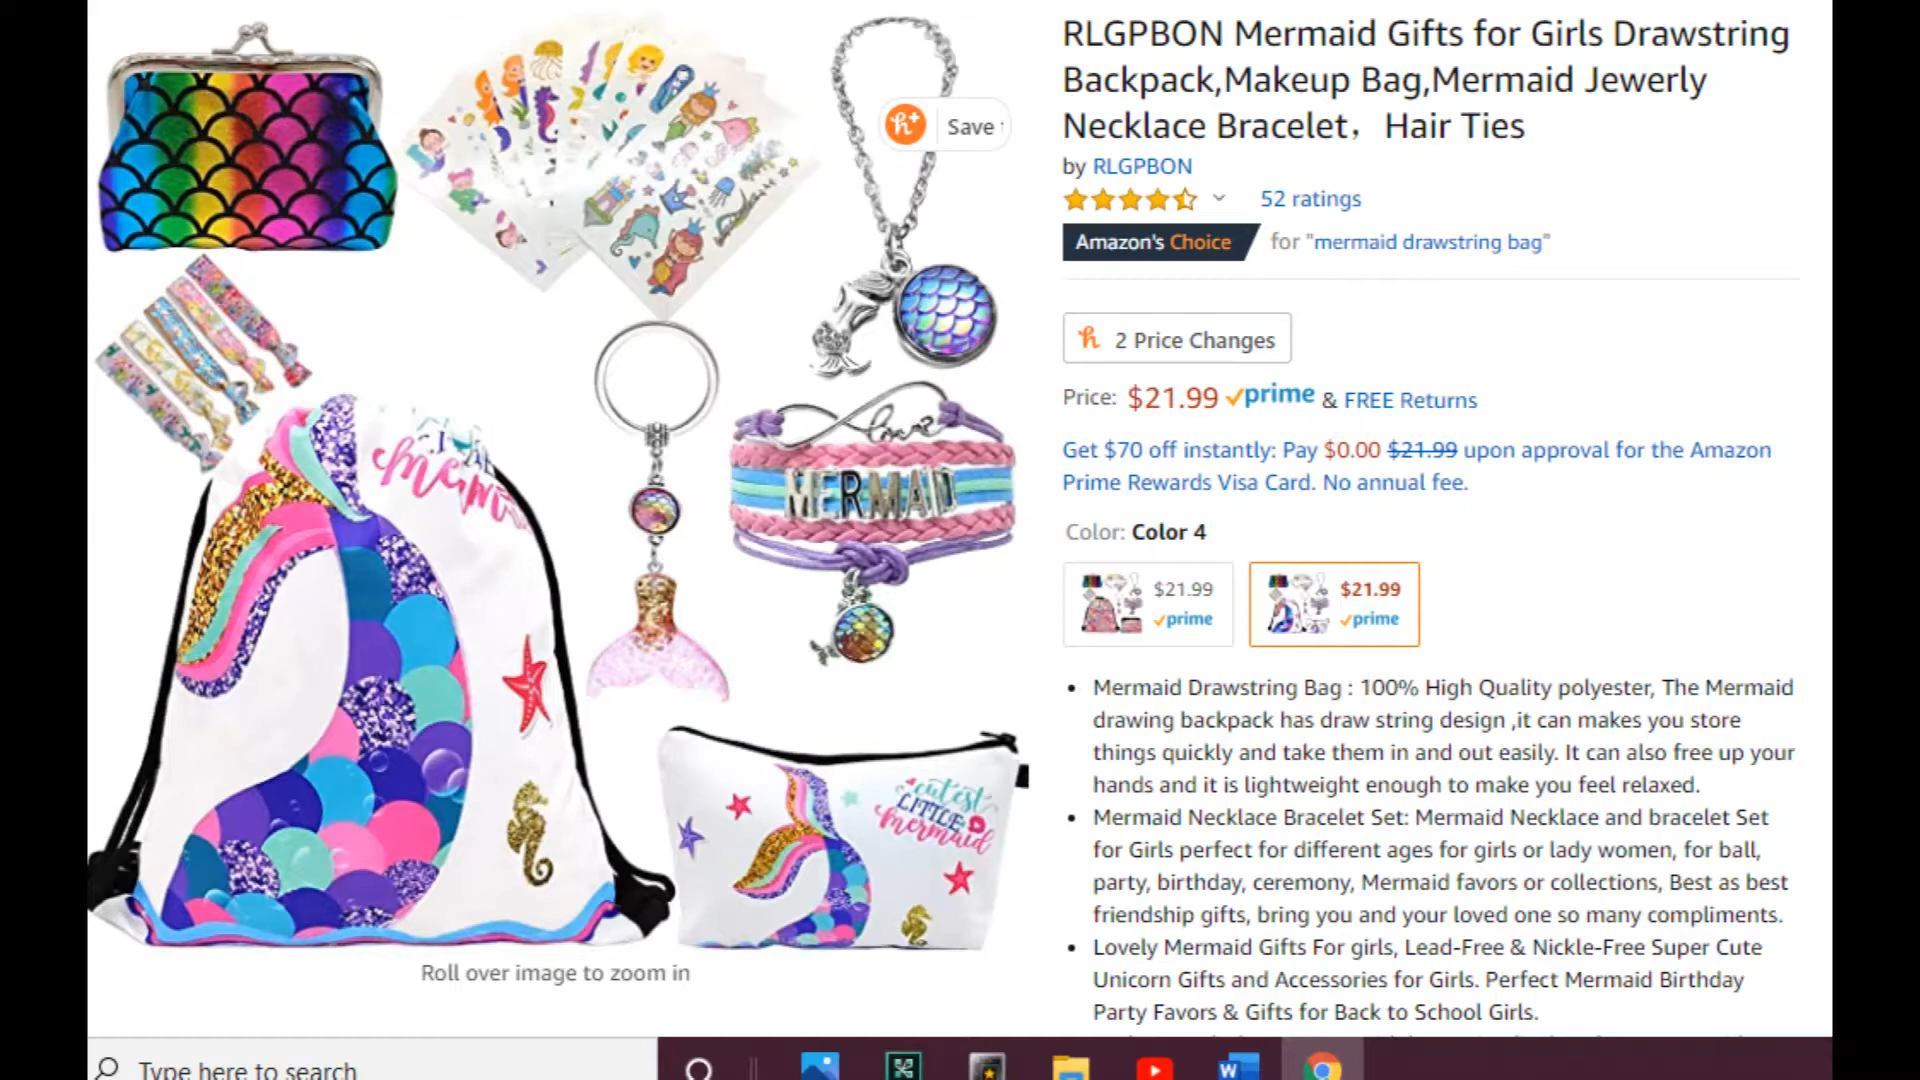 RLGPBON Mermaid Gifts for Girls Drawstring
Backpack,Makeup Bag,Mermaid Jewerly
Necklace Bracelet，Hair Ties
by RLGPBON
52 ratings
Amazon's Choice for "mermaid drawstring bag"
h 2 Price Changes
Price: $21.99 prime & FREE Returns
Get $70 off instantly: Pay $0.00 $21.99 upon approval for the Amazon
Prime Rewards Visa Card. No annual fee.
Color: Color 4
$21.99
prime
$21.99
prime
• Mermaid Drawstring Bag : 100% High Quality polyester, The Mermaid
drawing backpack has draw string design ,it can makes you store
things quickly and take them in and out easily. It can also free up your
hands and it is lightweight enough to make you feel relaxed.
• Mermaid Necklace Bracelet Set: Mermaid Necklace and bracelet Set
for Girls perfect for different ages for girls or lady women, for ball,
party, birthday, ceremony, Mermaid favors or collections, Best as best
friendship gifts, bring you and your loved one so many compliments.
• Lovely Mermaid Gifts For girls, Lead-Free & Nickle-Free Super Cute
Unicorn Gifts and Accessories for Girls. Perfect Mermaid Birthday
Party Favors & Gifts for Back to School Girls.
h+ Save
love
MERMAID
cutest
LITTLE
mermaid
Roll over image to zoom in
Type here to search
W